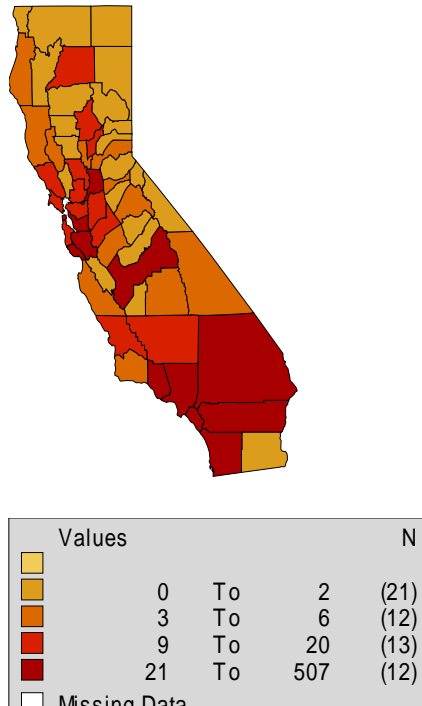 Values N
0 To 2 (21)
3 To 6 (12)
9 To 20 (13)
21 To 507 (12)
Missing Data